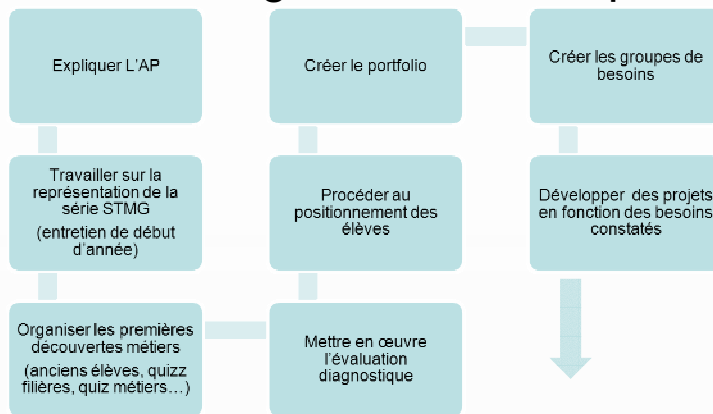 Expliquer L’AP
Travailler sur la
représentation de la
série STMG
(entretien de début
d’année)
Organiser les premières
découvertes métiers
(anciens élèves, quizz
filières, quiz métiers…)
Mettre en œuvre
l’évaluation
diagnostique
Procéder au
positionnement des
élèves
Créer le portfolio
Créer les groupes de
besoins
Développer des projets
en fonction des besoins
constatés